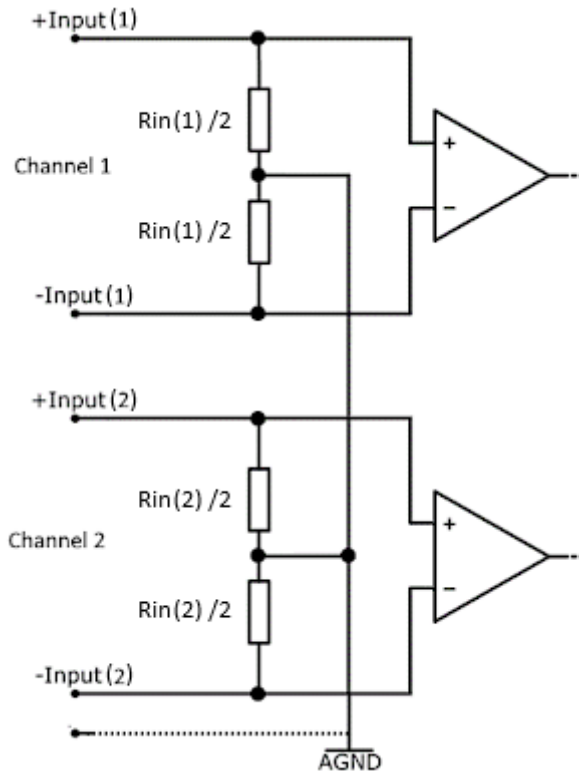 +Input(1)
Rin(1)/2
Channel 1
Rin(1)/2
-Input(1)
+Input(2)
Rin(2)/2
Channel 2
Rin(2)/2
-Input(2)
AGND
+
-
+
-